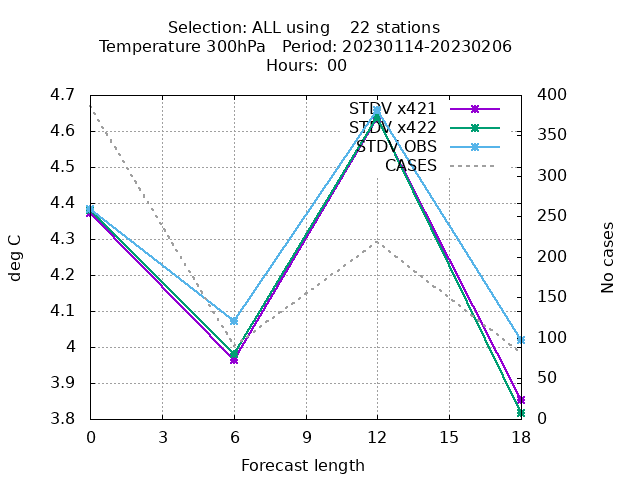 Selection: ALL using    22 stations
Temperature 300hPa   Period: 20230114-20230206
Hours: 00
4.7
4.6
4.5
4.4
4.3
4.2
4.1
4
3.9
3.8
deg C
STDV x421
STDV x422
STDV OBS
CASES
400
350
300
250
200
150
100
50
0
No cases
0 3 6 9 12 15 18
Forecast length